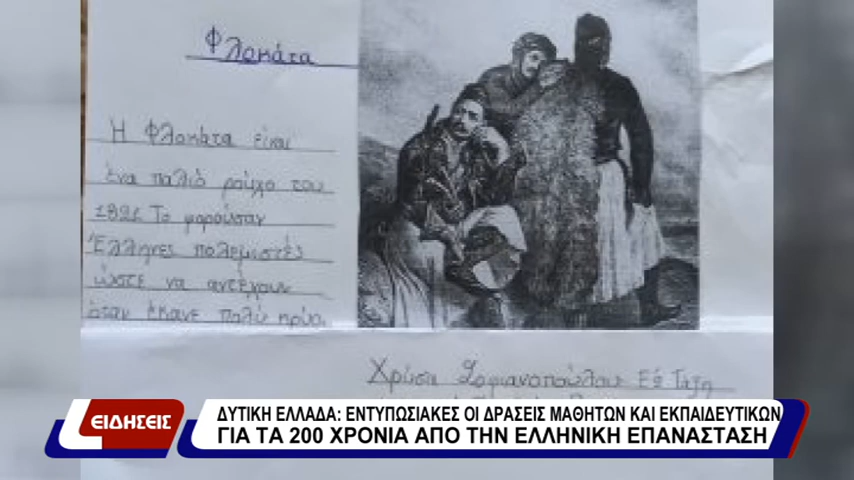 Φλοκάτα
Η Φλοκάτα είναι
ένα παλιό ρούχο του
1821 Το φορούσαν
Έλληνες πολεμιστές
ώστε να αντέχουν
όταν έκανε πολύ κρύο.
Χρύσα Σοφιανοπούλου Ε2 Τάξη
ΕΙΔΗΣΕΙΣ
ΔΥΤΙΚΗ ΕΛΛΑΔΑ: ΕΝΤΥΠΩΣΙΑΚΕΣ ΟΙ ΔΡΑΣΕΙΣ ΜΑΘΗΤΩΝ ΚΑΙ ΕΚΠΑΙΔΕΥΤΙΚΩΝ
ΓΙΑ ΤΑ 200 ΧΡΟΝΙΑ ΑΠΟ ΤΗΝ ΕΛΛΗΝΙΚΗ ΕΠΑΝΑΣΤΑΣΗ